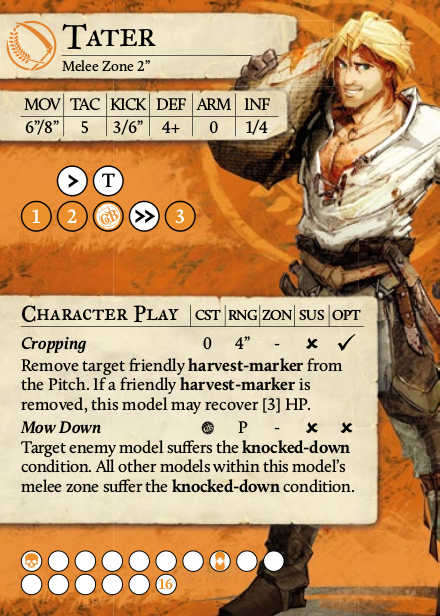 Tater
Melee Zone 2"
MOV TAC KICK DEF ARM INF
6"/8" 5 3/6" 4+ 0 1/4
> T
1 2 GB >> 3
Character Play CST RNG ZON SUS OPT
Cropping 0 4" - ✘ ✓
Remove target friendly harvest-marker from
the Pitch. If a friendly harvest-marker is
removed, this model may recover [3] HP.
Mow Down GB P - ✘ ✘
Target enemy model suffers the knocked-down
condition. All other models within this model's
melee zone suffer the knocked-down condition.
16